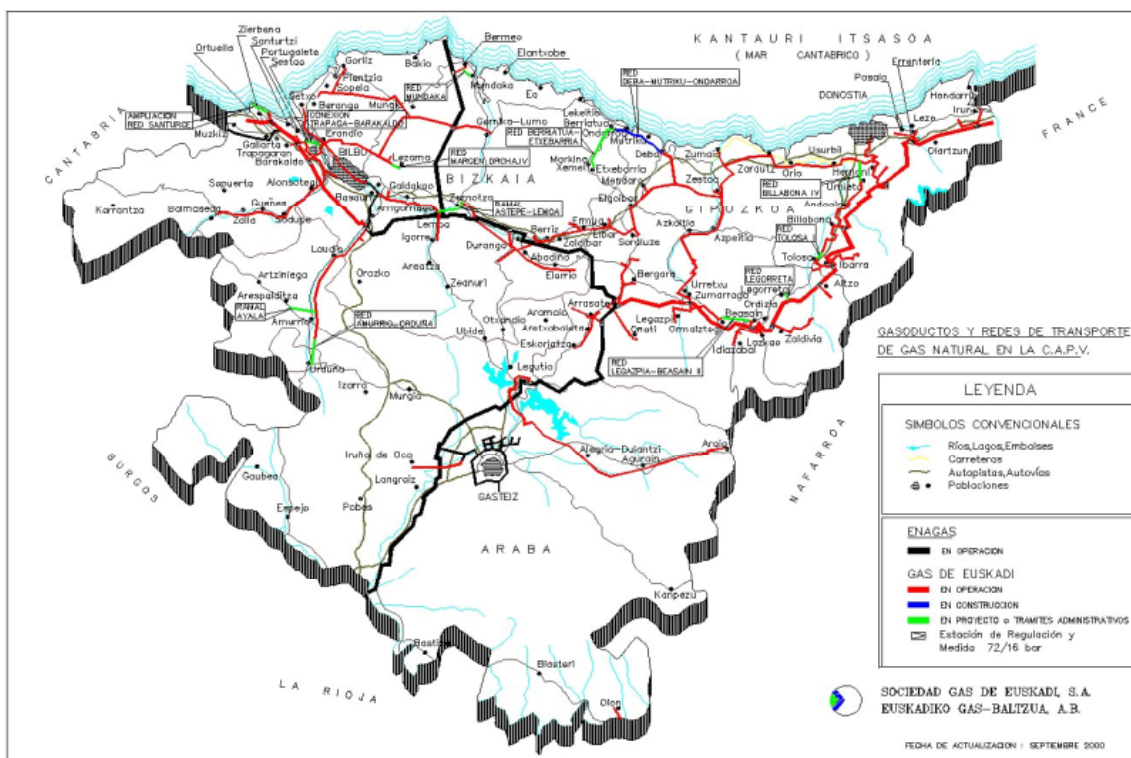 KANTAURI ITSASOA
( MAR CANTABRICO )
CANTABRIA
FRANCE
BURGOS
NAFARROA
LA RIOJA
BIZKAIA
GIPUZKOA
ARABA
Zierbena
Ortuella
Santurtzi
Portugalete
Sestao
Getxo
Gorliz
Plentzia
Sopela
Berango
Bakio
Bermeo
Elantxobe
Mundaka
Mungia
Ea
Gernika-Lumo
Lekeitio
Berriatua
Ondarroa
Mutriku
Deba
Zumaia
Zarautz
Orio
Usurbil
DONOSTIA
Pasaia
Errenteria
Lezo
Hondarribia
Irun
Oiartzun
Hernani
Urnieta
Andoain
Billabona
RED
MUNDAKA
RED
DEBA-MUTRIKU-ONDARROA
RED BERRIATUA-
ETXEBARRIA
AMPLIACION
RED SANTURCE
CONEXION
TRAPAGA-BARAKALDO
RED
MARGEN DRCHA.IV
RED
BILLABONA IV
RED
TOLOSA
RED
LEGORRETA
RED
LEGAZPIA-BEASAIN II
RAMAL
ASTEPE-LEMOA
RAMAL
AYALA
RED
AMURRIO-ORDUÑA
Muzkiz
Gallarta
Trapagaran
Barakaldo
Erandio
BILBO
Lezama
Alonsotegi
Sopuerta
Karrantza
Balmaseda
Zalla
Gueñes
Sodupe
Basauri
Galdakao
Arrigorriaga
Zornotza
Lemoa
Igorre
Areatza
Zeanuri
Durango
Abadino
Berriz
Zaldibar
Elorrio
Ermua
Eibar
Soraluze
Elgoibar
Mendaro
Markina
Xemein
Etxebarria
Zestoa
Azkoitia
Azpeitia
Bergara
Urretxu
Zumarraga
Legazpi
Oñati
Ormaiztegi
Idiazabal
Lazkao
Beasain
Ordizia
Zaldivia
Legorreta
Tolosa
Ibarra
Altzo
Arrasate
Aramaio
Aretxabaleta
Eskoriatza
Otxandio
Ubide
Legutio
Laudio
Orozko
Artziniega
Arespalditza
Amurrio
Orduña
Izarra
Murgia
Iruña de Oca
Langraiz
Pobes
Gaubea
Espejo
GASTEIZ
Alegria-Dulantzi
Agurain
Araia
Kanpezu
Bastida
Blasteri
Oion
GASODUCTOS Y REDES DE TRANSPORTE
DE GAS NATURAL EN LA C.A.P.V.
LEYENDA
SIMBOLOS CONVENCIONALES
Ríos,Lagos,Embalses
Carreteras
Autopistas,Autovías
Poblaciones
ENAGAS
EN OPERACION
GAS DE EUSKADI
EN OPERACION
EN CONSTRUCCION
EN PROYECTO o TRAMITES ADMINISTRATIVOS
Estación de Regulación y
Medida 72/16 bar
SOCIEDAD GAS DE EUSKADI, S.A.
EUSKADIKO GAS-BALTZUA, A.B.
FECHA DE ACTUALIZACION : SEPTIEMBRE 2000